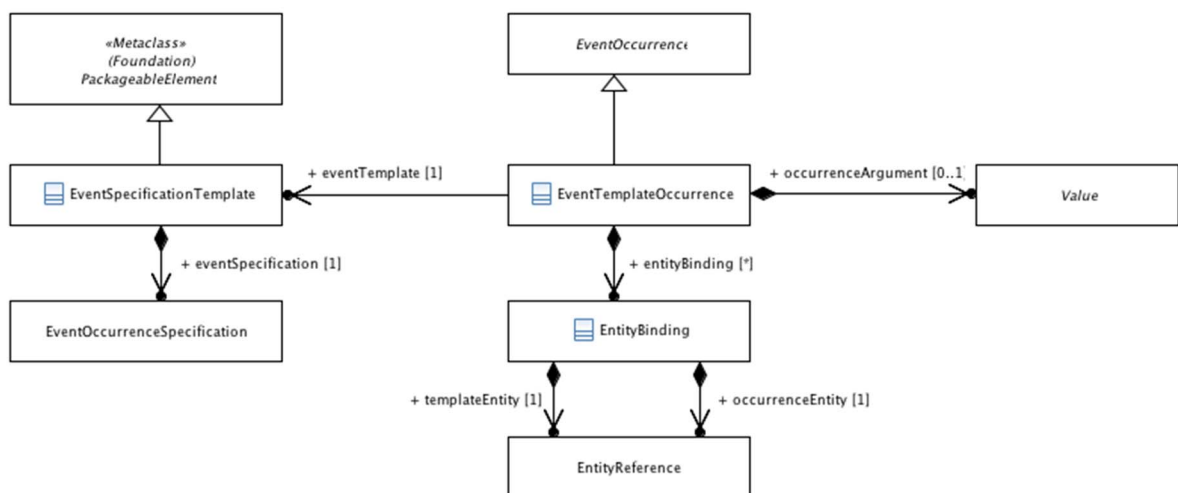 «Metaclass»
(Foundation)
PackageableElement
EventOccurrence
+ eventTemplate [1]
+ occurrenceArgument [0..1]
EventSpecificationTemplate
EventTemplateOccurrence
Value
+ eventSpecification [1]
+ entityBinding [*]
EventOccurrenceSpecification
EntityBinding
+ templateEntity [1]
+ occurrenceEntity [1]
EntityReference